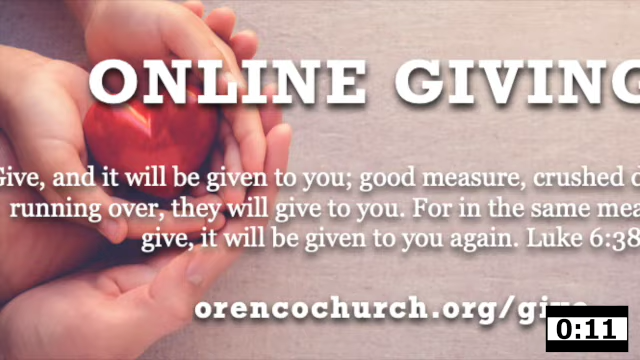 ONLINE GIVING
Give, and it will be given to you; good measure, crushed
running over, they will give to you. For in the same
give, it will be given to you again. Luke 6:38
orencochurch.org/give
0:11